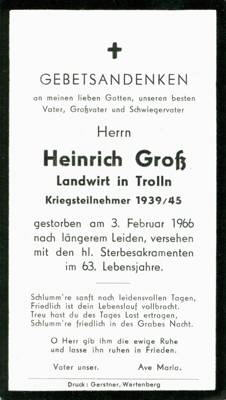 GEBETSANDENKEN
an meinen lieben Gatten, unseren besten
Vater, Großvater und Schwiegervater
Herrn
Heinrich Groß
Landwirt in Trolln
Kriegsteilnehmer 1939/45
gestorben am 3. Februar 1966
nach längerem Leiden, versehen
mit den hl. Sterbesakramenten
im 63. Lebensjahre.
Schlumm're sanft nach leidensvollen Tagen,
Friedlich ist dein Lebenslauf vollbracht.
Treu hast du des Tages Last ertragen,
Schlumm're friedlich in des Grabes Nacht.
O Herr gib ihm die ewige Ruhe
und lasse ihn ruhen in Frieden.
Vater unser. Ave Maria.
Druck: Gerstner, Wartenberg